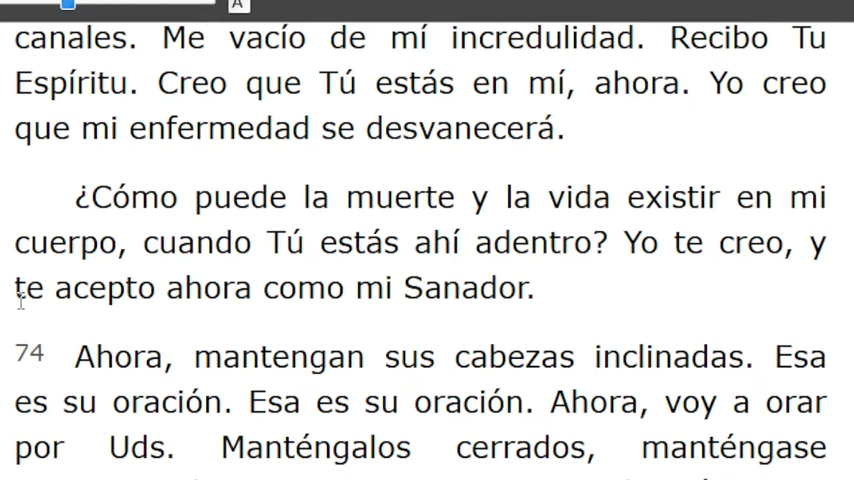 A
canales. Me vacío de mí incredulidad. Recibo Tu
Espíritu. Creo que Tú estás en mí, ahora. Yo creo
que mi enfermedad se desvanecerá.
¿Cómo puede la muerte y la vida existir en mi
cuerpo, cuando Tú estás ahí adentro? Yo te creo, y
te acepto ahora como mi Sanador.
74 Ahora, mantengan sus cabezas inclinadas. Esa
es su oración. Esa es su oración. Ahora, voy a orar
por Uds. Manténgalos cerrados, manténgase